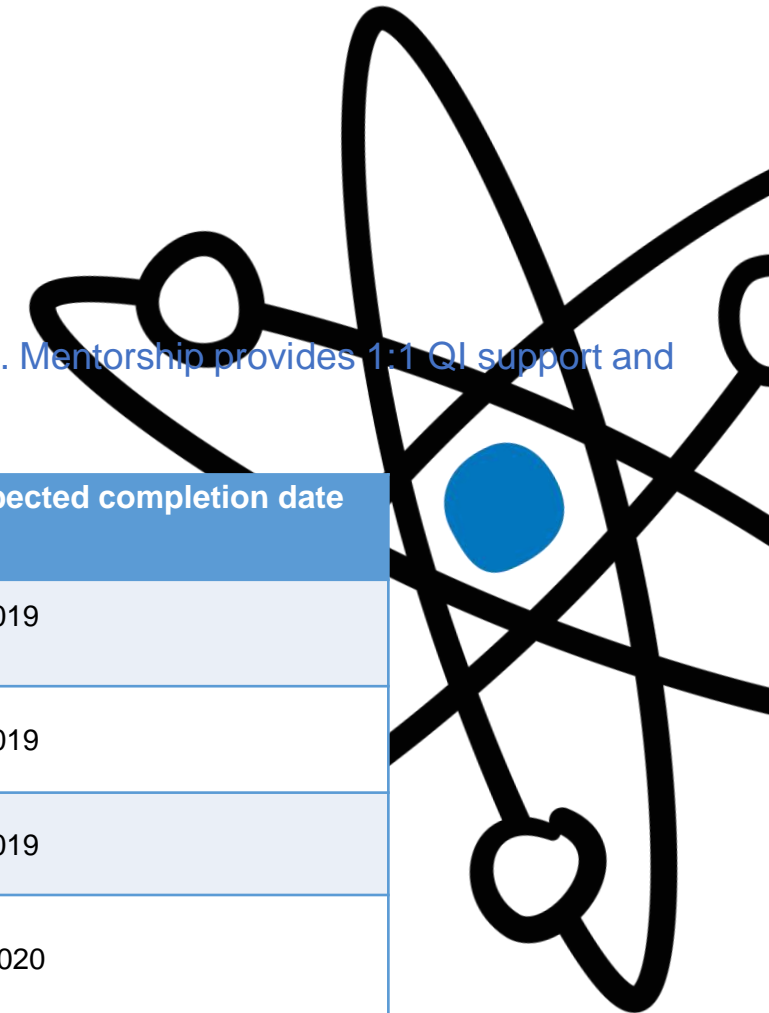 . Mentorship provides 1:1 QI support and
pected completion date
019
019
019
020